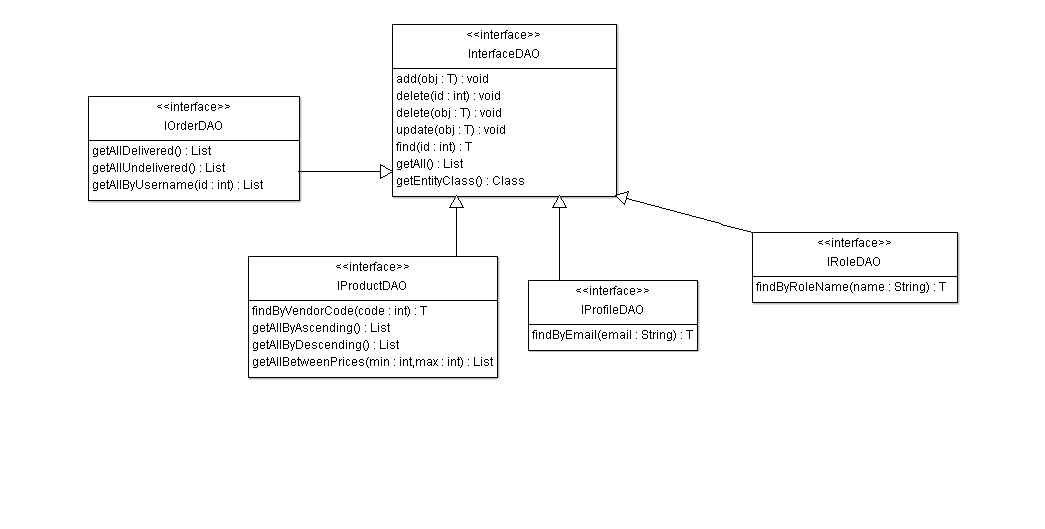 <<interface>>
InterfaceDAO
add(obj : T) : void
delete(id : int) : void
delete(obj : T) : void
update(obj : T) : void
find(id : int) : T
getAll() : List
getEntityClass() : Class
<<interface>>
IOrderDAO
getAllDelivered() : List
getAllUndelivered() : List
getAllByUsername(id : int) : List
<<interface>>
IProductDAO
findByVendorCode(code : int) : T
getAllByAscending() : List
getAllByDescending() : List
getAllBetweenPrices(min : int,max : int) : List
<<interface>>
IProfileDAO
findByEmail(email : String) : T
<<interface>>
IRoleDAO
findByRoleName(name : String) : T